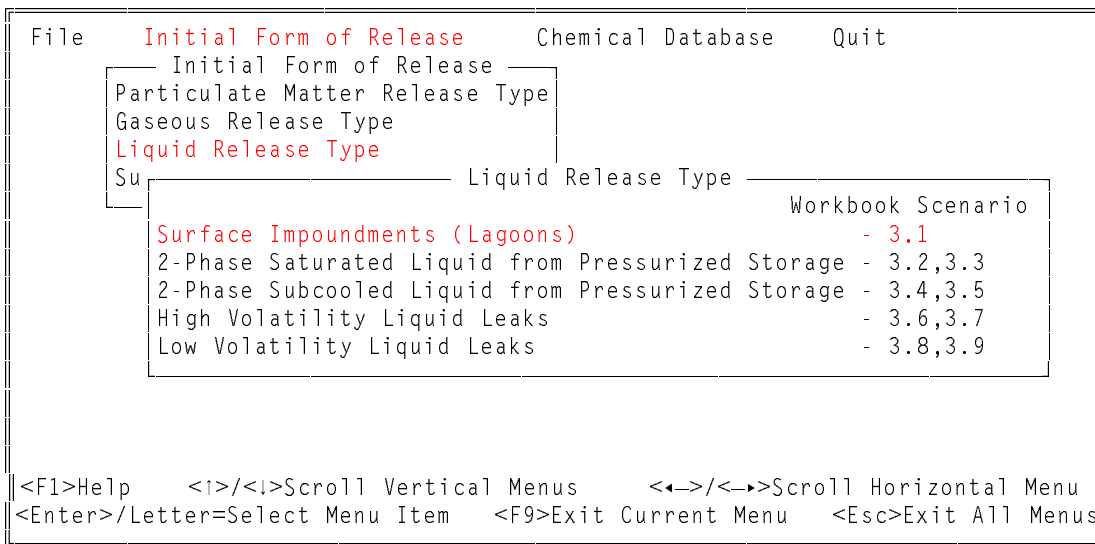 File Initial Form of Release Chemical Database Quit
Initial Form of Release
Particulate Matter Release Type
Gaseous Release Type
Liquid Release Type
Su
Liquid Release Type
Workbook Scenario
Surface Impoundments (Lagoons) - 3.1
2-Phase Saturated Liquid from Pressurized Storage - 3.2,3.3
2-Phase Subcooled Liquid from Pressurized Storage - 3.4,3.5
High Volatility Liquid Leaks - 3.6,3.7
Low Volatility Liquid Leaks - 3.8,3.9
<F1>Help <↑>/<↓>Scroll Vertical Menus <◂—>/<—▸>Scroll Horizontal Menu
<Enter>/Letter=Select Menu Item <F9>Exit Current Menu <Esc>Exit All Menus